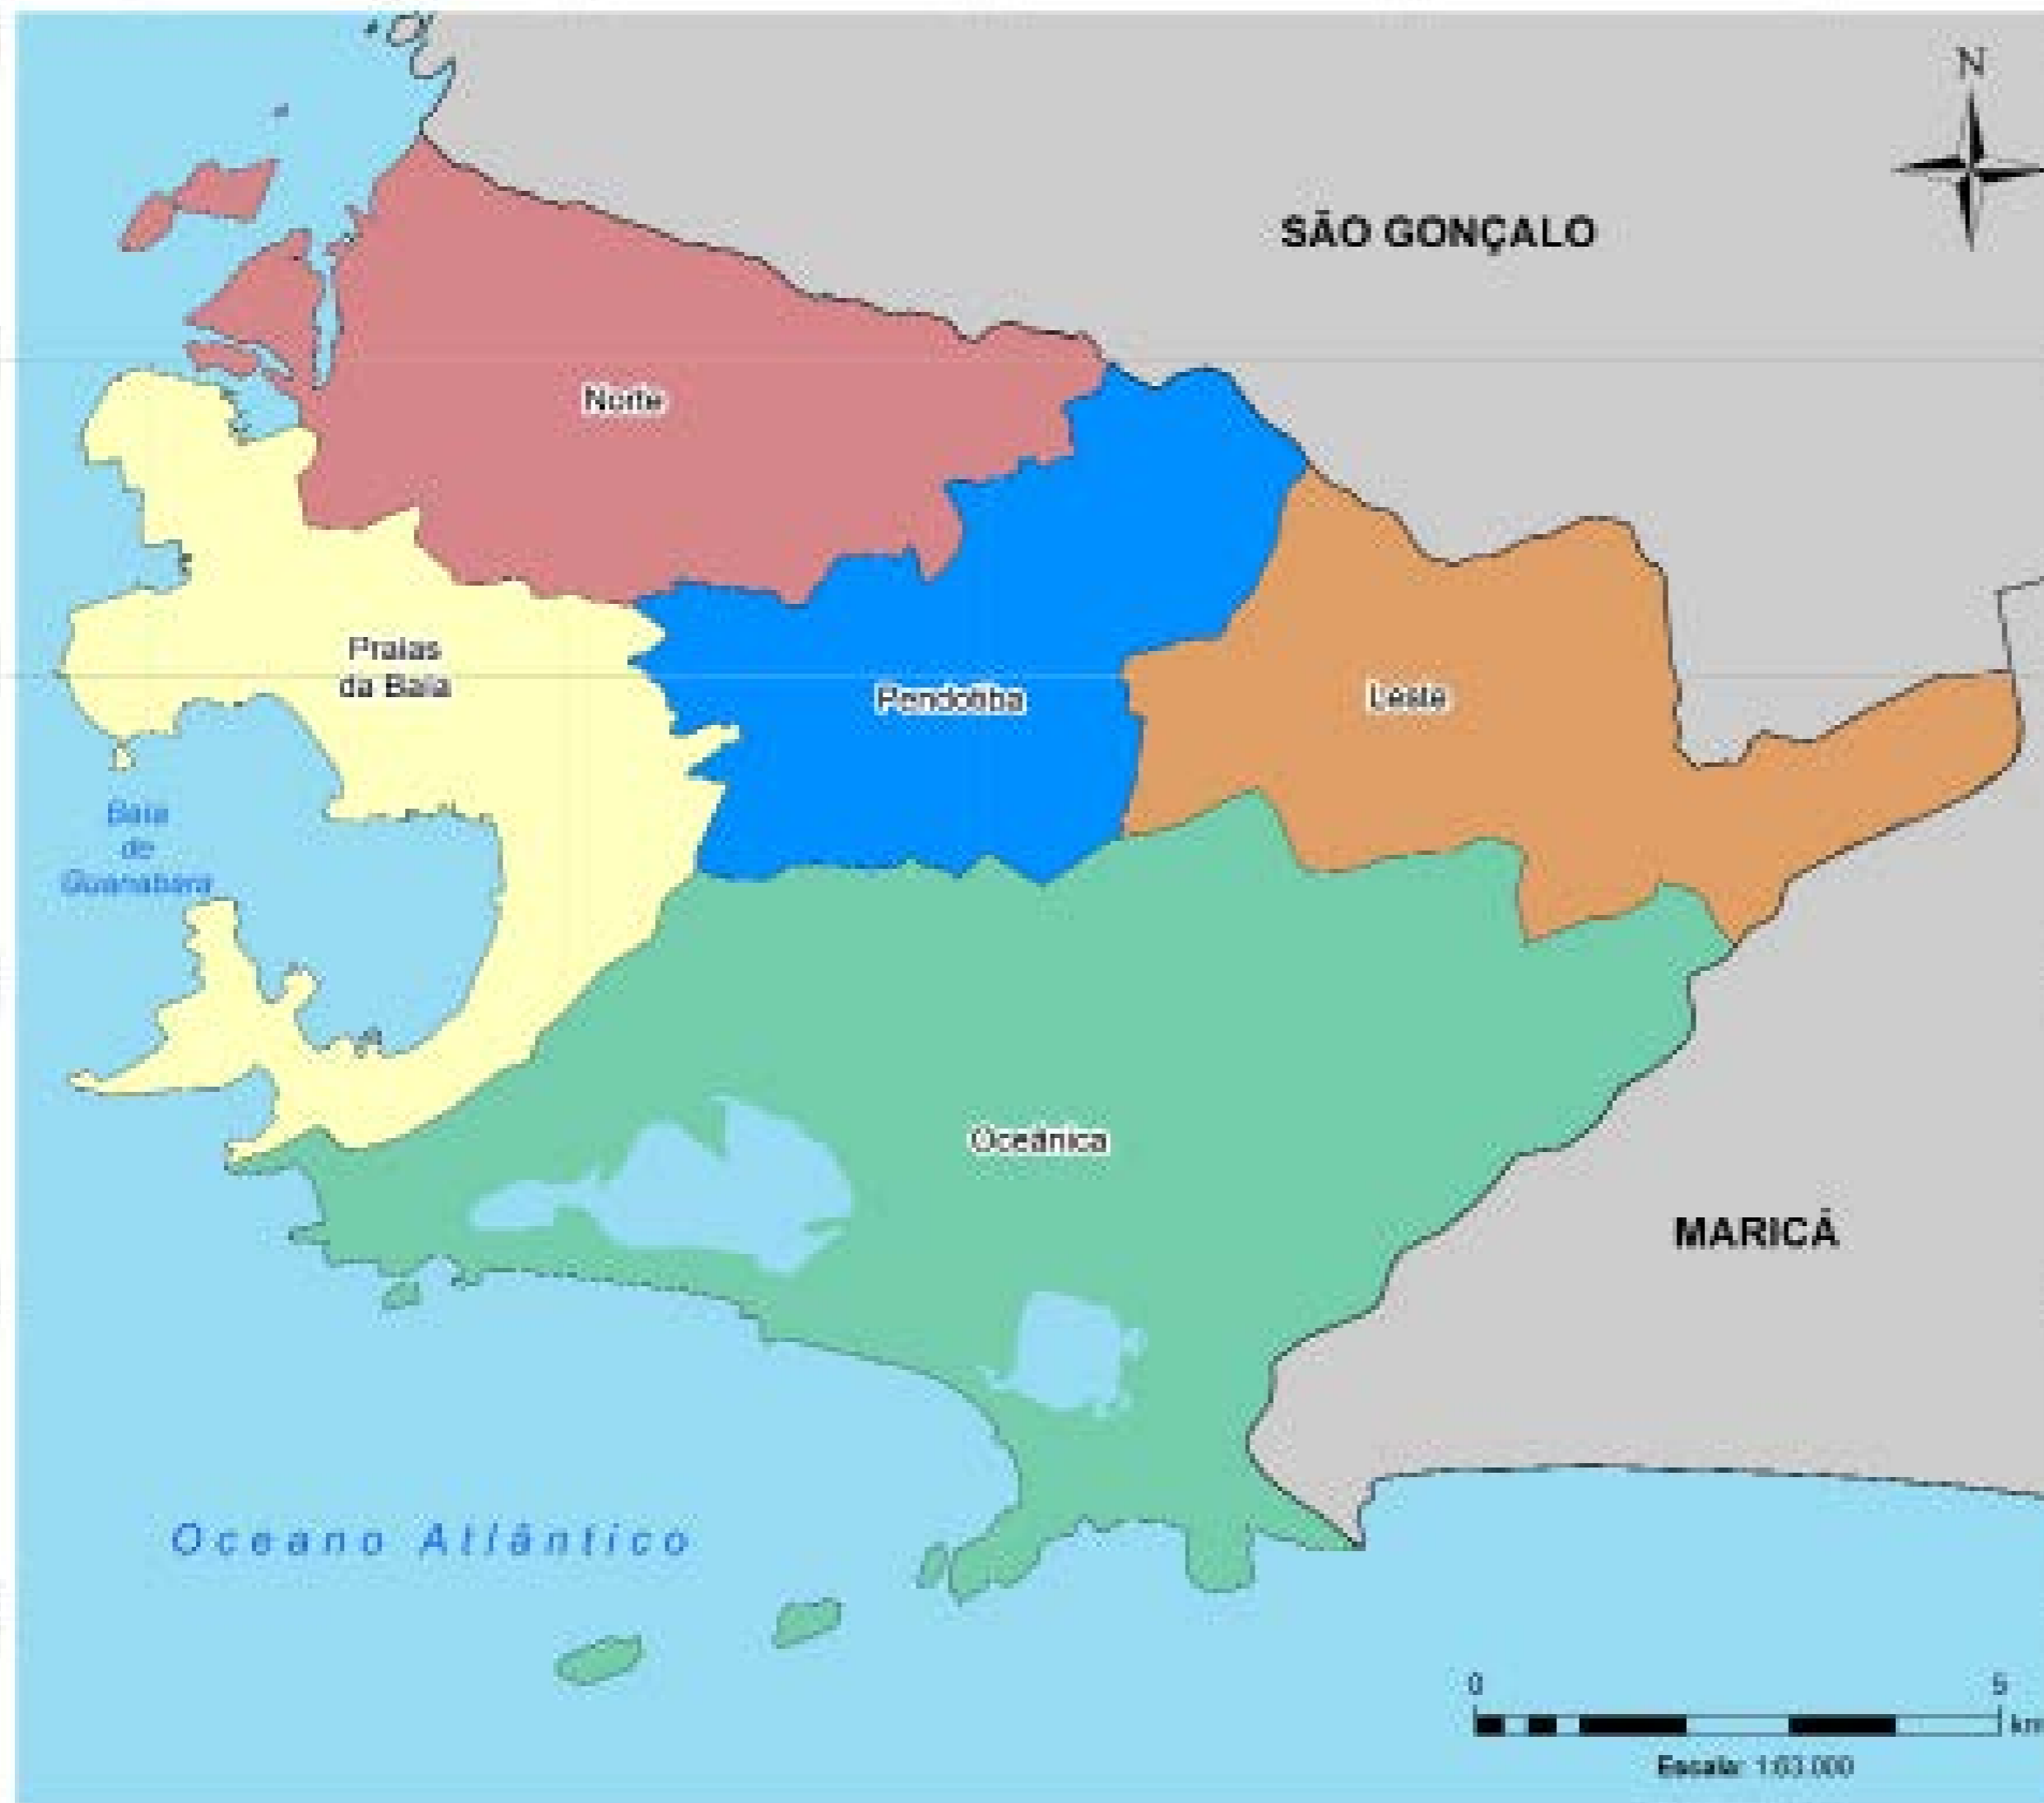 N
SÃO GONÇALO
Norte
Praias
da Baía
Pendotiba
Leste
Baía
de
Guanabara
Oceânica
MARICÁ
Oceano Atlântico
0 5
km
Escala: 1:63.000